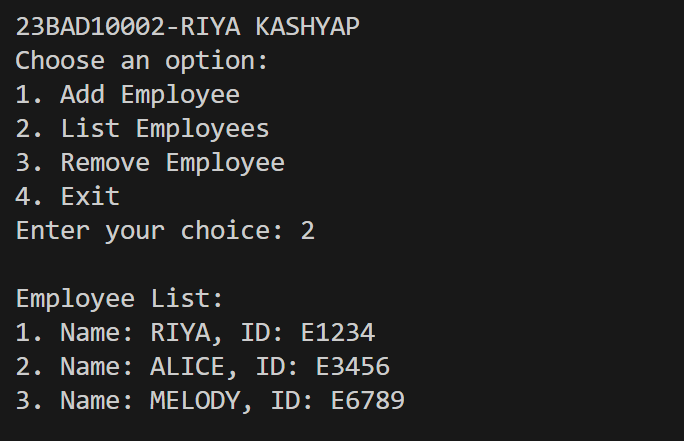 23BAD10002-RIYA KASHYAP
Choose an option:
1. Add Employee
2. List Employees
3. Remove Employee
4. Exit
Enter your choice: 2
Employee List:
1. Name: RIYA, ID: E1234
2. Name: ALICE, ID: E3456
3. Name: MELODY, ID: E6789